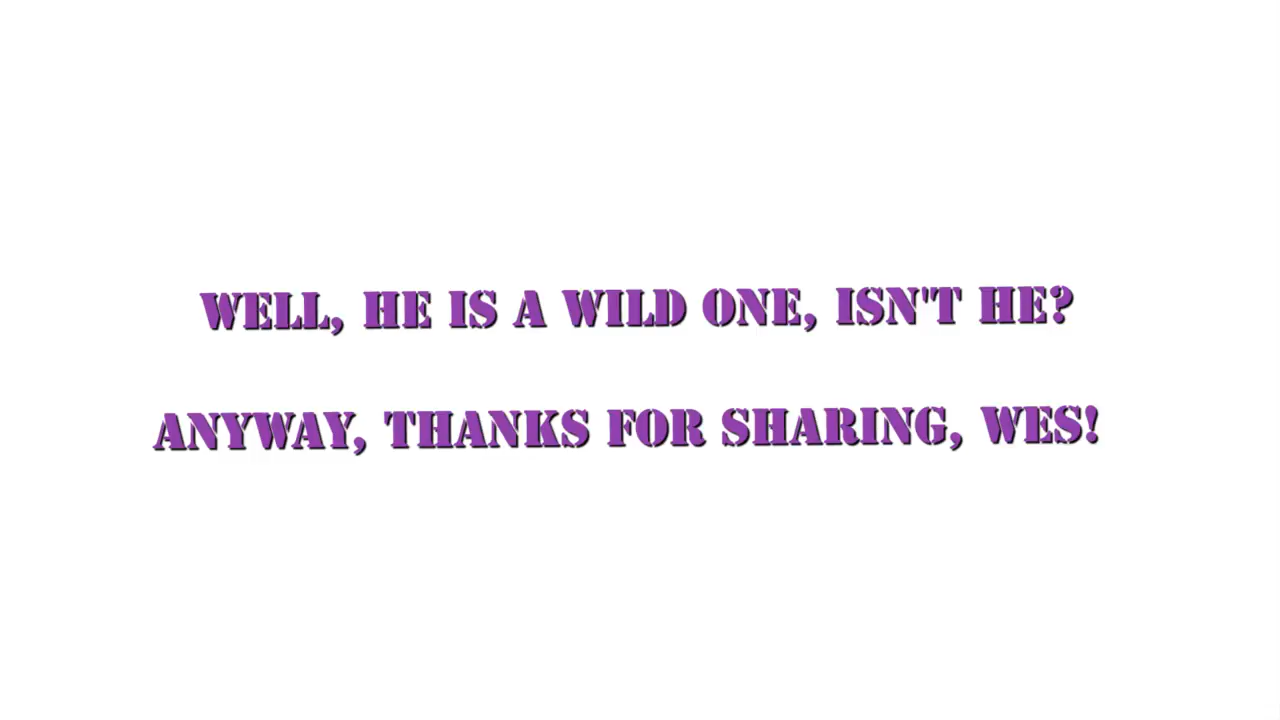 WELL, HE IS A WILD ONE, ISN'T HE?
ANYWAY, THANKS FOR SHARING, WES!